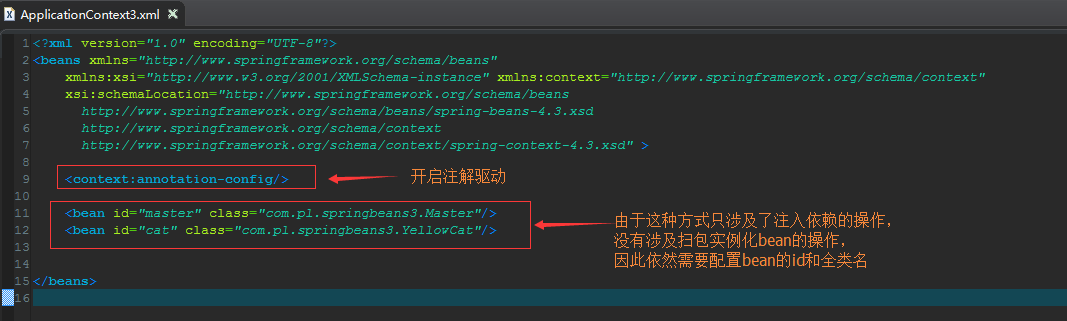 ApplicationContext3.xml
1 <?xml version="1.0" encoding="UTF-8"?>
2 <beans xmlns="http://www.springframework.org/schema/beans"
3 xmlns:xsi="http://www.w3.org/2001/XMLSchema-instance" xmlns:context="http://www.springframework.org/schema/context"
4 xsi:schemaLocation="http://www.springframework.org/schema/beans
5 http://www.springframework.org/schema/beans/spring-beans-4.3.xsd
6 http://www.springframework.org/schema/context
7 http://www.springframework.org/schema/context/spring-context-4.3.xsd" >
8
9 <context:annotation-config/> 开启注解驱动
10
11 <bean id="master" class="com.pl.springbeans3.Master"/> 由于这种方式只涉及了注入依赖的操作，
12 <bean id="cat" class="com.pl.springbeans3.YellowCat"/> 没有涉及扫包实例化bean的操作，
13 因此依然需要配置bean的id和全类名
14
15 </beans>
16